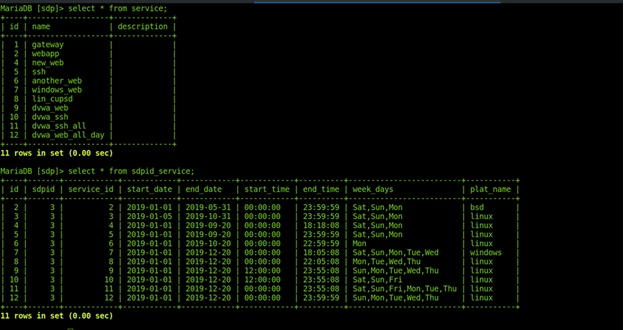 MariaDB [sdp]> select * from service;
+----+------------------+-------------+
| id | name             | description |
+----+------------------+-------------+
|  1 | gateway          |             |
|  2 | webapp           |             |
|  4 | new_web          |             |
|  5 | ssh              |             |
|  6 | another_web      |             |
|  7 | windows_web      |             |
|  8 | lin_cupsd        |             |
|  9 | dvwa_web         |             |
| 10 | dvwa_ssh         |             |
| 11 | dvwa_ssh_all     |             |
| 12 | dvwa_web_all_day |             |
+----+------------------+-------------+
11 rows in set (0.00 sec)
MariaDB [sdp]> select * from sdpid_service;
+----+-------+------------+------------+------------+------------+----------+-------------------------+-----------+
| id | sdpid | service_id | start_date | end_date   | start_time | end_time | week_days               | plat_name |
+----+-------+------------+------------+------------+------------+----------+-------------------------+-----------+
|  2 |     3 |          2 | 2019-01-01 | 2019-05-31 | 00:00:00   | 23:59:59 | Sat,Sun,Mon             | bsd       |
|  3 |     3 |          3 | 2019-01-05 | 2019-10-31 | 00:00:00   | 23:59:59 | Sat,Sun,Mon             | linux     |
|  4 |     3 |          4 | 2019-01-01 | 2019-09-20 | 00:00:00   | 18:18:08 | Sat,Sun,Mon             | linux     |
|  5 |     3 |          5 | 2019-01-01 | 2019-09-20 | 00:00:00   | 23:59:59 | Sat,Sun,Mon             | linux     |
|  6 |     3 |          6 | 2019-01-01 | 2019-10-20 | 00:00:00   | 22:59:59 | Mon                     | linux     |
|  7 |     3 |          7 | 2019-01-01 | 2019-12-20 | 00:00:00   | 18:05:08 | Sat,Sun,Mon,Tue,Wed     | windows   |
|  8 |     3 |          8 | 2019-01-01 | 2019-12-20 | 00:00:00   | 22:05:08 | Mon,Tue,Wed,Thu         | linux     |
|  9 |     3 |          9 | 2019-01-01 | 2019-12-20 | 12:00:00   | 23:55:08 | Sun,Mon,Tue,Wed,Thu     | linux     |
| 10 |     3 |         10 | 2019-01-01 | 2019-12-20 | 12:00:00   | 23:55:08 | Sat,Sun,Fri             | linux     |
| 11 |     3 |         11 | 2019-01-01 | 2019-12-20 | 00:00:00   | 23:55:08 | Sat,Sun,Fri,Mon,Tue,Thu | linux     |
| 12 |     3 |         12 | 2019-01-01 | 2019-12-20 | 00:00:00   | 23:59:59 | Sun,Mon,Tue,Wed,Thu     | linux     |
+----+-------+------------+------------+------------+------------+----------+-------------------------+-----------+
11 rows in set (0.00 sec)